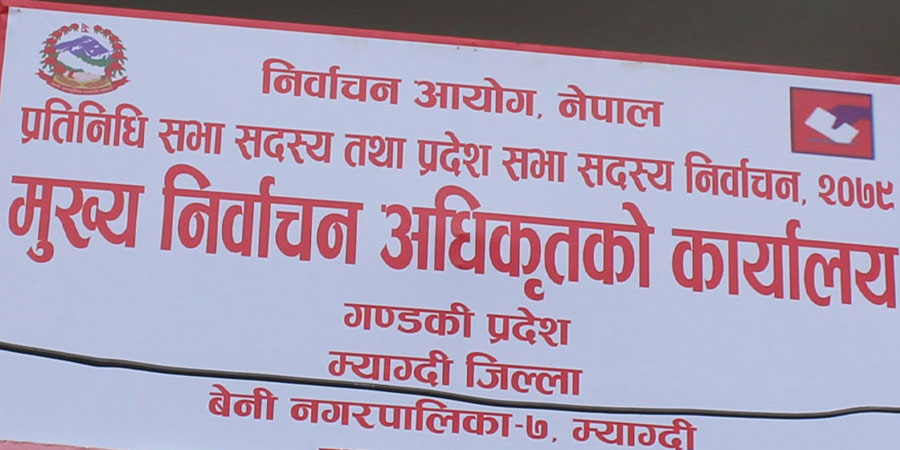 निर्वाचन आयोग, नेपाल
प्रतिनिधि सभा सदस्य तथा प्रदेश सभा सदस्य निर्वाचन, २०७९
मुख्य निर्वाचन अधिकृतको कार्यालय
गण्डकी प्रदेश
म्याग्दी जिल्ला
बेनी नगरपालिका-७, म्याग्दी